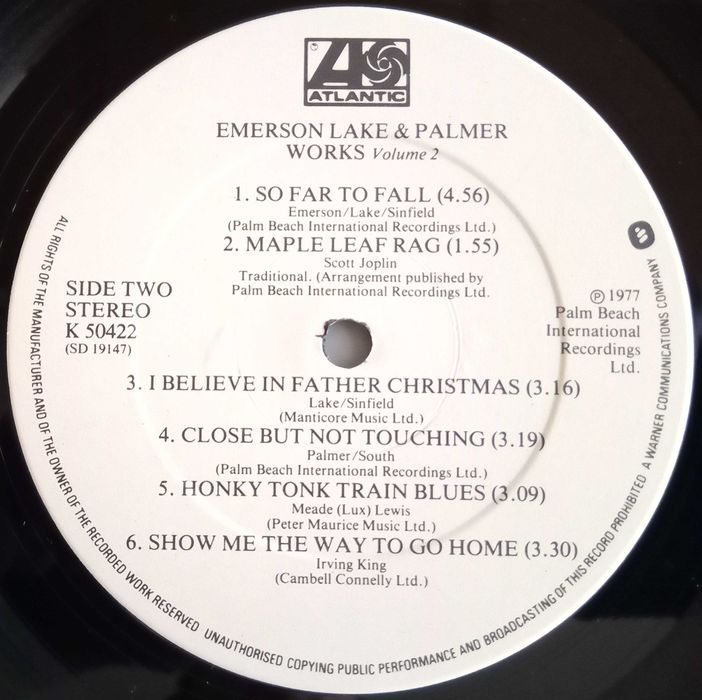 ATLANTIC
EMERSON LAKE & PALMER
WORKS Volume 2
1. SO FAR TO FALL (4.56)
Emerson/Lake/Sinfield
(Palm Beach International Recordings Ltd.)
2. MAPLE LEAF RAG (1.55)
Scott Joplin
Traditional. (Arrangement published by
Palm Beach International Recordings Ltd.
SIDE TWO
STEREO
K 50422
(SD 19147)
℗ 1977
Palm Beach
International
Recordings
Ltd.
3. I BELIEVE IN FATHER CHRISTMAS (3.16)
Lake/Sinfield
(Manticore Music Ltd.)
4. CLOSE BUT NOT TOUCHING (3.19)
Palmer/South
(Palm Beach International Recordings Ltd.)
5. HONKY TONK TRAIN BLUES (3.09)
Meade (Lux) Lewis
(Peter Maurice Music Ltd.)
6. SHOW ME THE WAY TO GO HOME (3.30)
Irving King
(Cambell Connelly Ltd.)
ALL RIGHTS OF THE MANUFACTURER AND OF THE OWNER OF THE RECORDED WORK RESERVED UNAUTHORISED COPYING PUBLIC PERFORMANCE AND BROADCASTING OF THIS RECORD PROHIBITED A WARNER COMMUNICATIONS COMPANY